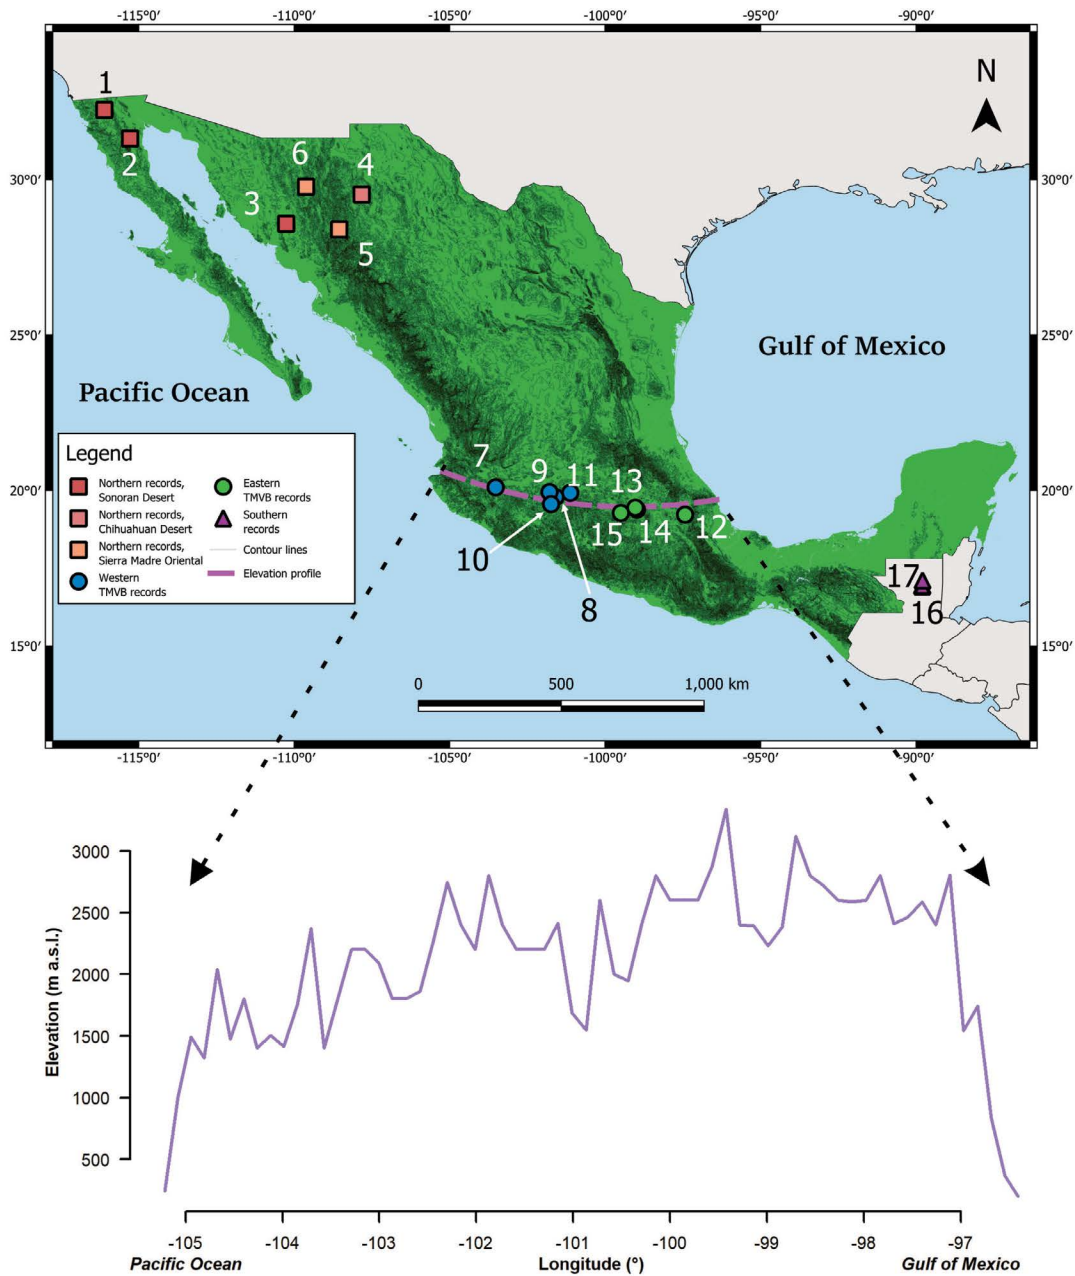 -115°0′ -110°0′ -105°0′ -100°0′ -95°0′ -90°0′
1
N
2
6
4
30°0′ 30°0′
3
5
25°0′ 25°0′
Gulf of Mexico
Pacific Ocean
Legend
Northern records,
Sonoran Desert
Northern records,
Chihuahuan Desert
Northern records,
Sierra Madre Oriental
Western
TMVB records
Eastern
TMVB records
Southern
records
Contour lines
Elevation profile
7
9
11
13
20°0′ 20°0′
15
14
12
10
8
17
16
15°0′ 15°0′
0 500 1,000 km
-115°0′ -110°0′ -105°0′ -100°0′ -95°0′ -90°0′
Elevation (m a.s.l.)
3000
2500
2000
1500
1000
500
-105 -104 -103 -102 -101 -100 -99 -98 -97
Pacific Ocean Longitude (°) Gulf of Mexico